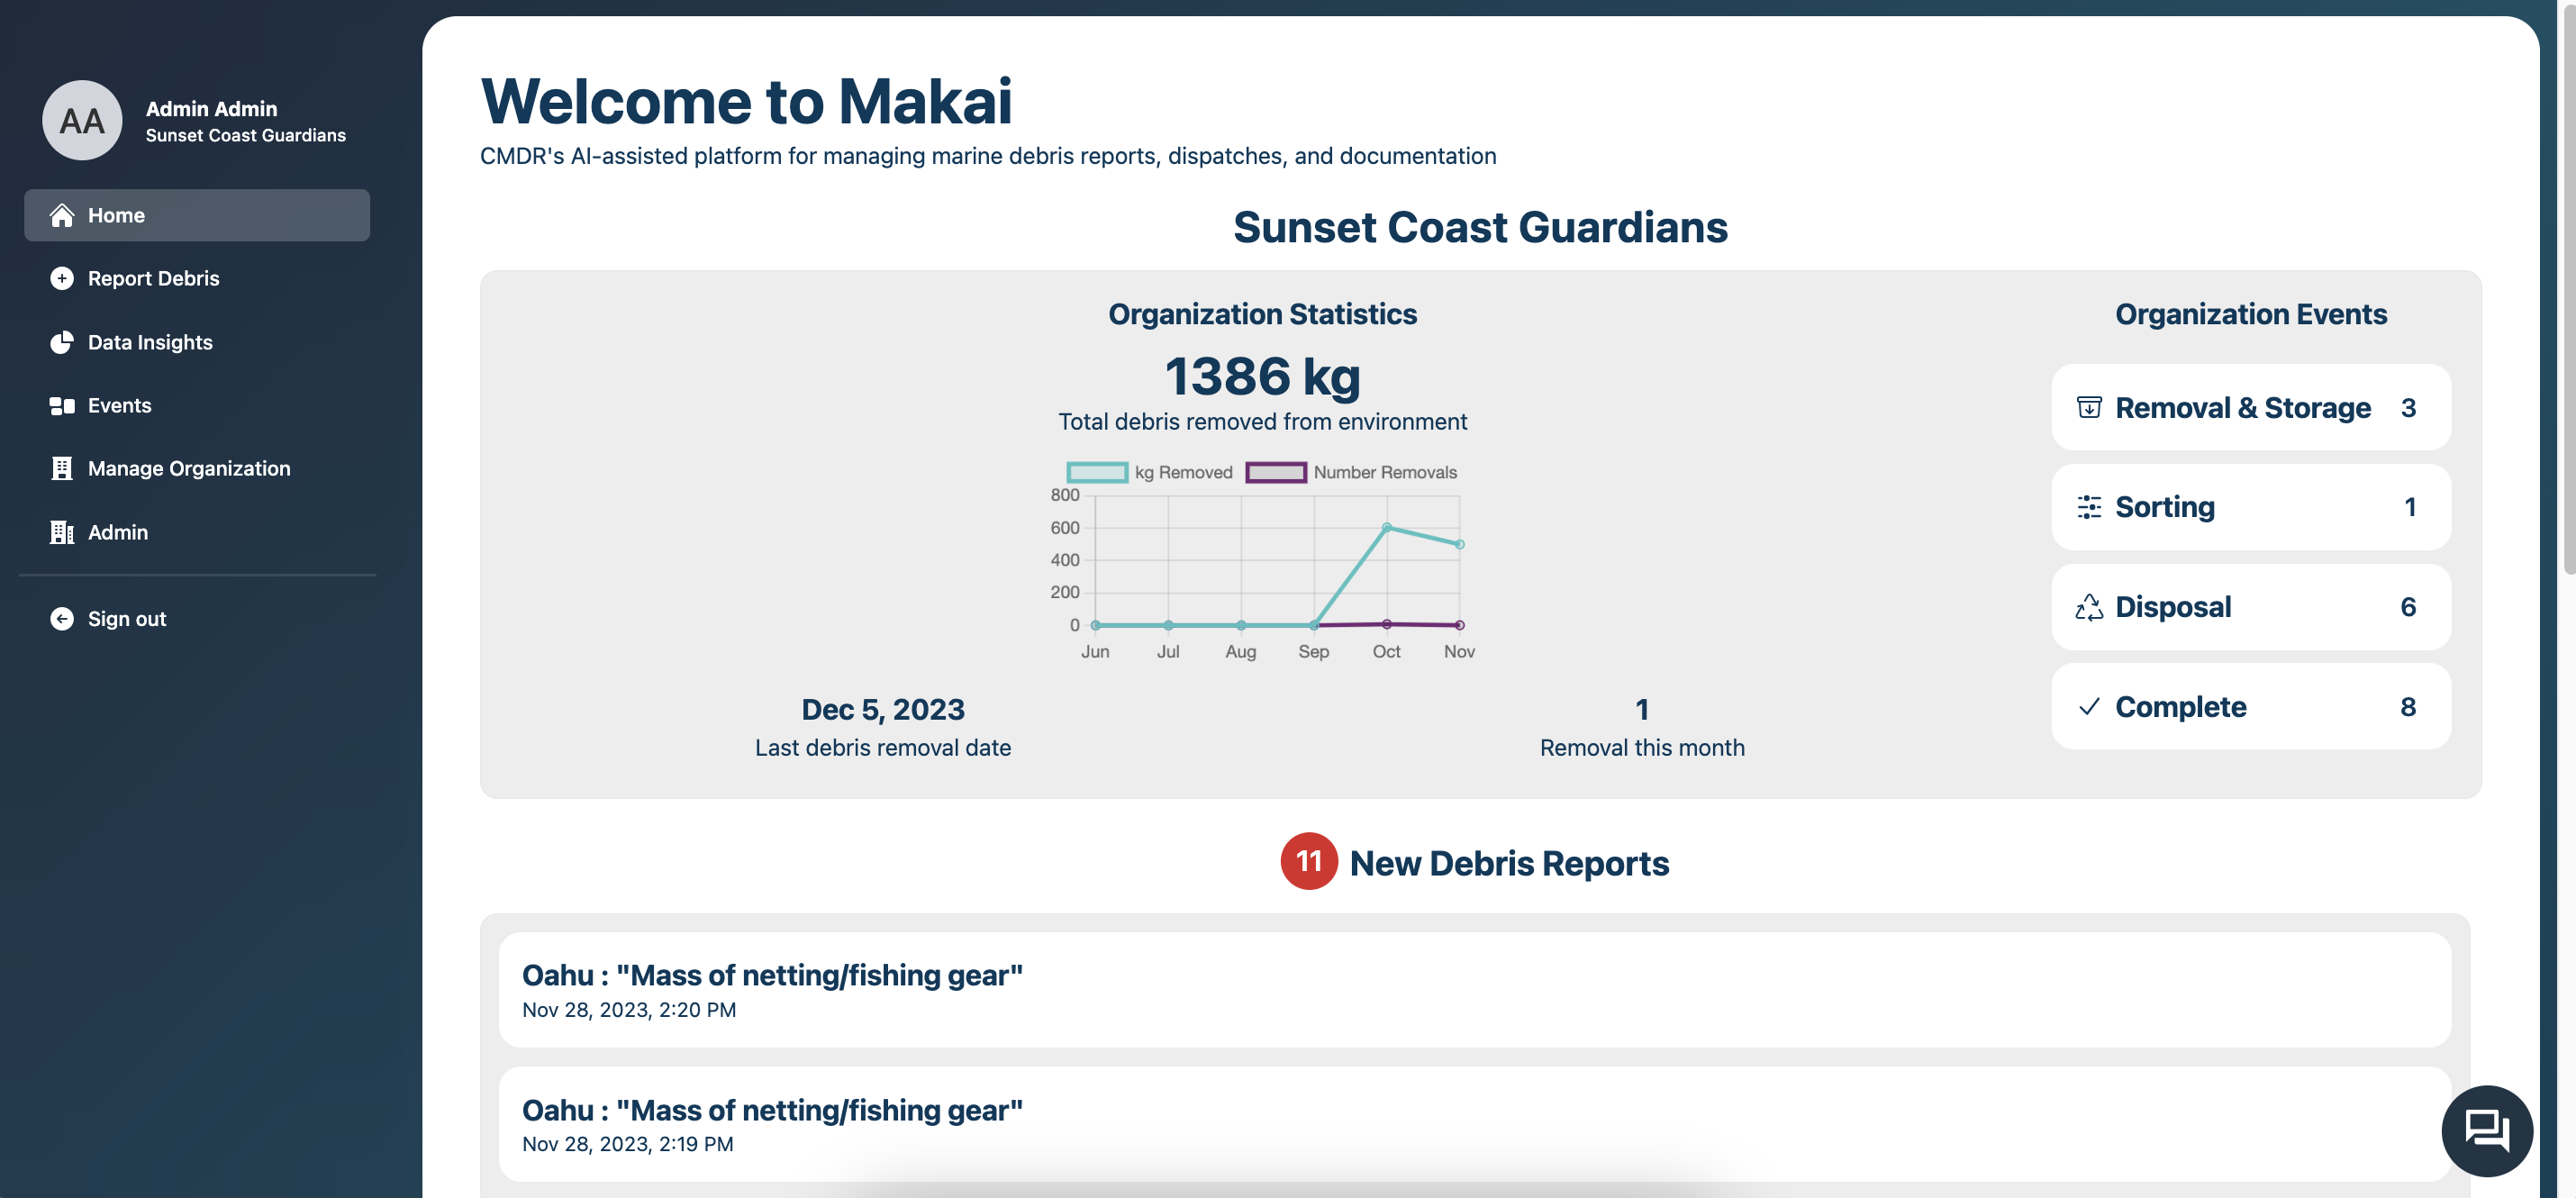 AA
Admin Admin
Sunset Coast Guardians
Home
Report Debris
Data Insights
Events
Manage Organization
Admin
Sign out
Welcome to Makai
CMDR's AI-assisted platform for managing marine debris reports, dispatches, and documentation
Sunset Coast Guardians
Organization Statistics
1386 kg
Total debris removed from environment
kg Removed Number Removals
800
600
400
200
0
Jun Jul Aug Sep Oct Nov
Dec 5, 2023
Last debris removal date
1
Removal this month
Organization Events
Removal & Storage 3
Sorting 1
Disposal 6
Complete 8
11 New Debris Reports
Oahu : "Mass of netting/fishing gear"
Nov 28, 2023, 2:20 PM
Oahu : "Mass of netting/fishing gear"
Nov 28, 2023, 2:19 PM